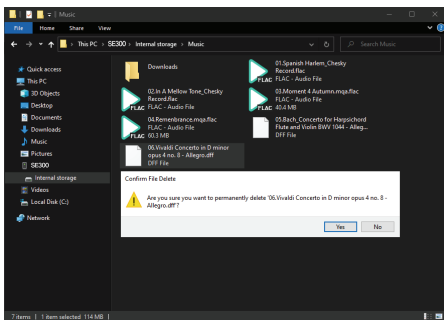 Music
File Home Share View
This PC > SE300 > Internal storage > Music
Search Music
Quick access
This PC
3D Objects
Desktop
Documents
Downloads
Music
Pictures
SE300
Internal storage
Videos
Local Disk (C:)
Network
Downloads
01.Spanish Harlem_Chesky
Record.flac
FLAC - Audio File
FLAC
02.In A Mellow Tone_Chesky
Record.flac
FLAC - Audio File
FLAC
03.Moment 4 Autumn.mqa.flac
FLAC - Audio File
40.4 MB
FLAC
04.Remembrance.mqa.flac
FLAC - Audio File
60.3 MB
FLAC
05.Bach_Concerto for Harpsichord
Flute and Violin BWV 1044 - Alleg...
DFF File
06.Vivaldi Concerto in D minor
opus 4 no. 8 - Allegro.dff
DFF File
Confirm File Delete
Are you sure you want to permanently delete '06.Vivaldi Concerto in D minor opus 4 no. 8 -
Allegro.dff'?
Yes No
7 items 1 item selected 114 MB